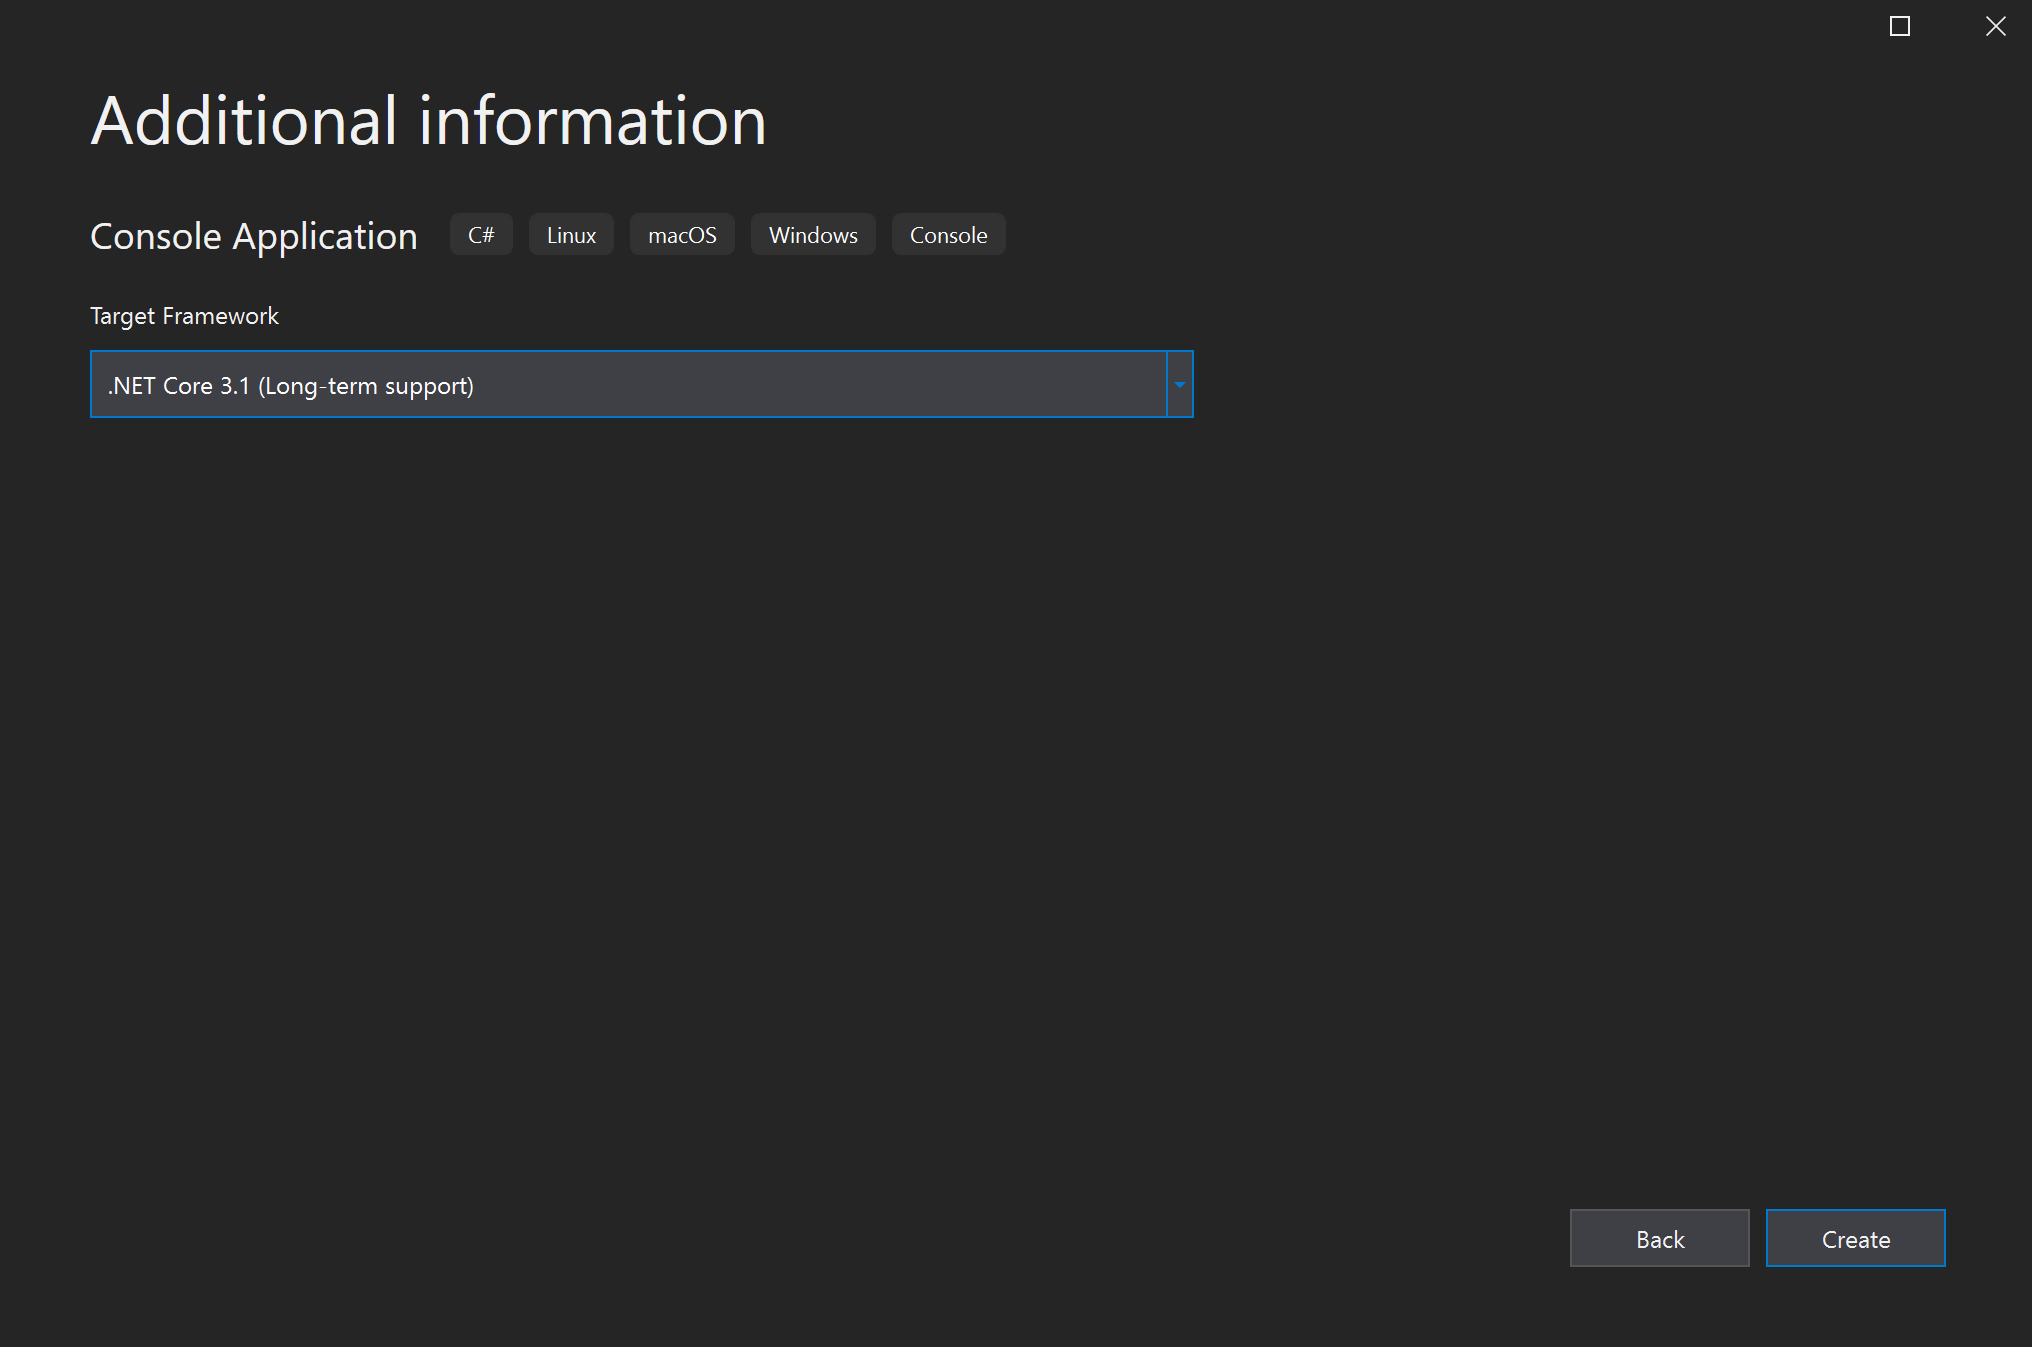 Additional information
Console Application C# Linux macOS Windows Console
Target Framework
.NET Core 3.1 (Long-term support)
Back Create